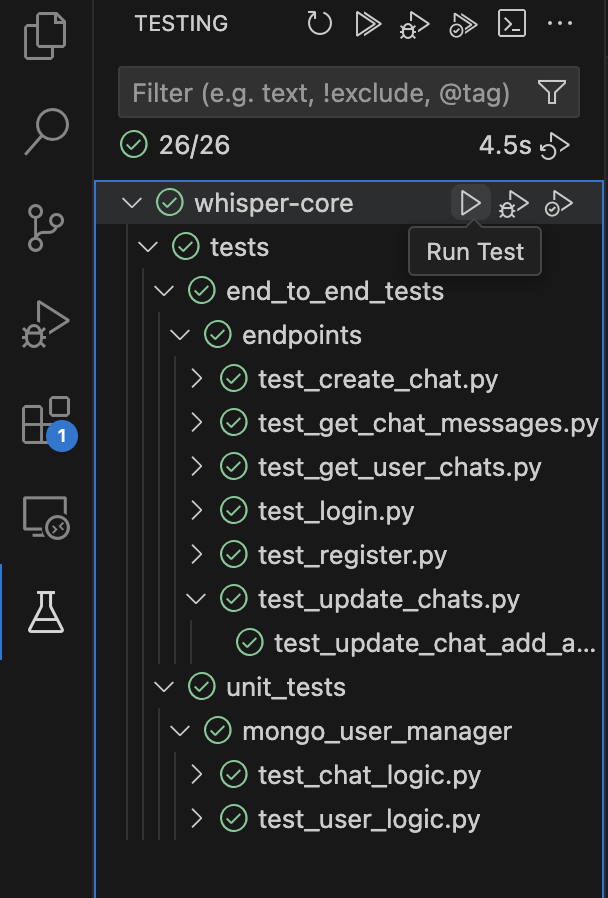 TESTING
Filter (e.g. text, !exclude, @tag)
26/26 4.5s
whisper-core
Run Test
tests
end_to_end_tests
endpoints
test_create_chat.py
test_get_chat_messages.py
1
test_get_user_chats.py
test_login.py
test_register.py
test_update_chats.py
test_update_chat_add_a...
unit_tests
mongo_user_manager
test_chat_logic.py
test_user_logic.py